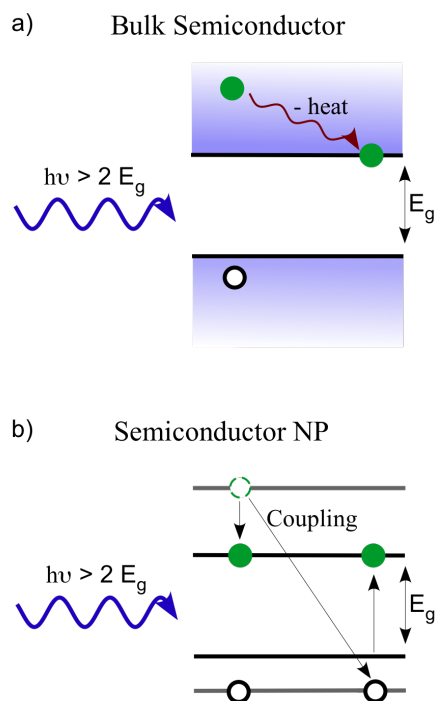 a) Bulk Semiconductor
- heat
hυ > 2 Eg
Eg
b) Semiconductor NP
Coupling
hυ > 2 Eg
Eg